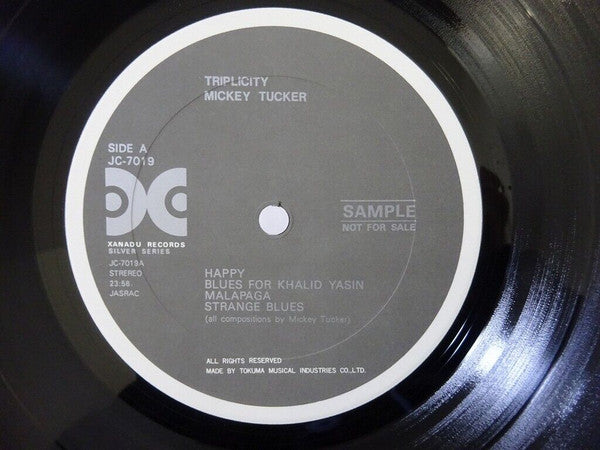 TRIPLICITY
MICKEY TUCKER
SIDE A
JC-7019
XANADU RECORDS
SILVER SERIES
JC-7019A
STREREO
23:56.
JASRAC
SAMPLE
NOT FOR SALE
HAPPY
BLUES FOR KHALID YASIN
MALAPAGA
STRANGE BLUES
(all compositions by Mickey Tucker)
ALL RIGHTS RESERVED
MADE BY TOKUMA MUSICAL INDUSTRIES CO.,LTD.